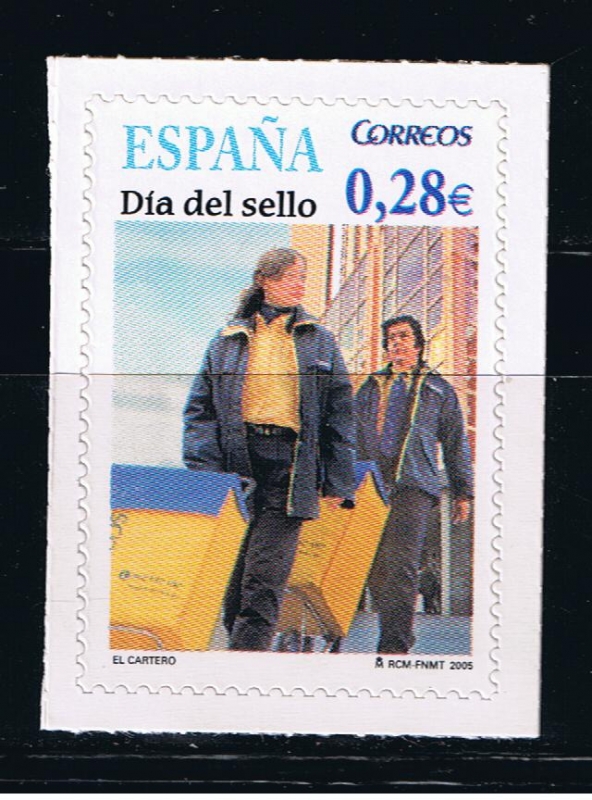 ESPAÑA
CORREOS
Día del sello
0,28€
EL CARTERO
RCM-FNMT 2005